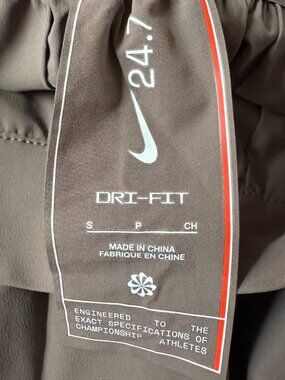 24.7
DRI-FIT
S P CH
MADE IN CHINA
FABRIQUE EN CHINE
ENGINEERED TO THE
EXACT SPECIFICATIONS OF
CHAMPIONSHIP ATHLETES